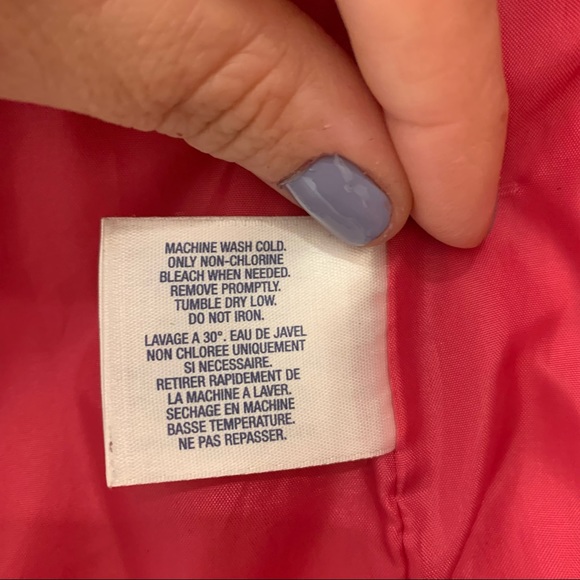 MACHINE WASH COLD.
ONLY NON-CHLORINE
BLEACH WHEN NEEDED.
REMOVE PROMPTLY.
TUMBLE DRY LOW.
DO NOT IRON.
LAVAGE A 30°. EAU DE JAVEL
NON CHLOREE UNIQUEMENT
SI NECESSAIRE.
RETIRER RAPIDEMENT DE
LA MACHINE A LAVER.
SECHAGE EN MACHINE
BASSE TEMPERATURE.
NE PAS REPASSER.